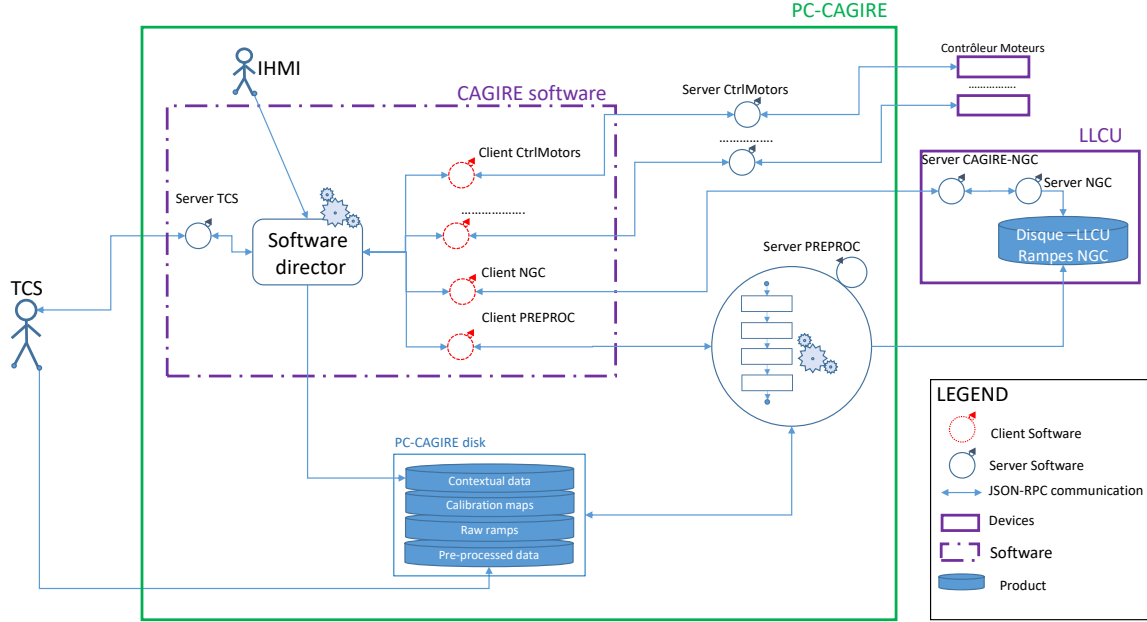 PC-CAGIRE
IHMI
Contrôleur Moteurs
.................
CAGIRE software
Server CtrlMotors
.................
LLCU
Client CtrlMotors
Server CAGIRE-NGC
Server NGC
Server TCS
....................
Software
director
Disque –LLCU
Rampes NGC
Server PREPROC
Client NGC
TCS
Client PREPROC
LEGEND
Client Software
Server Software
JSON-RPC communication
Devices
Software
Product
PC-CAGIRE disk
Contextual data
Calibration maps
Raw ramps
Pre-processed data